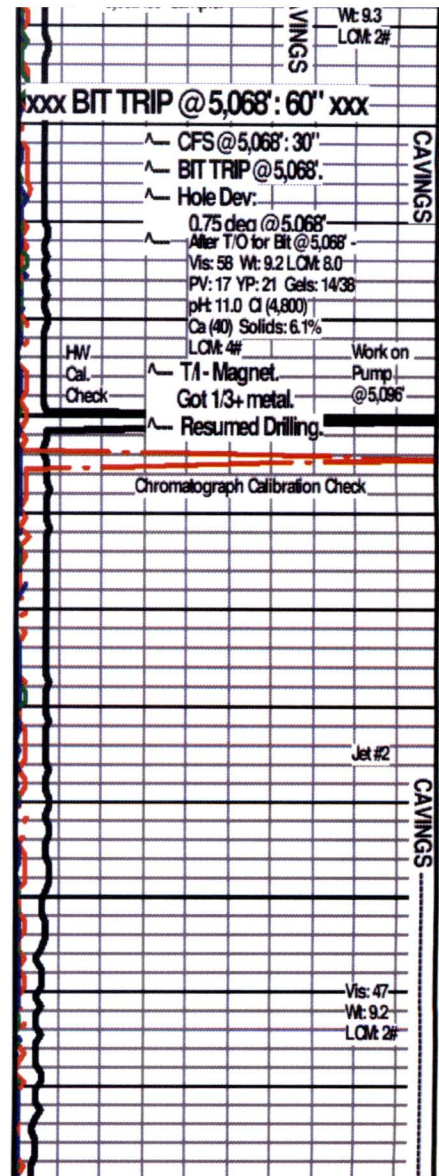 CAVINGS
Wt: 9.3
LCM: 2#
xxx BIT TRIP @ 5,068': 60" xxx
^— CFS @ 5,068': 30"
^— BIT TRIP @ 5,068'.
^— Hole Dev:
0.75 deg @ 5,068'
CAVINGS
^— After T/O for Bit @ 5,068' -
Vis: 58 Wt: 9.2 LCM: 8.0
PV: 17 YP: 21 Gels: 14/38
pH: 11.0 Cl (4,800)
Ca (40) Solids: 6.1%
LCM: 4#
HW
Cal.
Check
Work on
Pump
@ 5,096'
^— T/I - Magnet.
Got 1/3+ metal.
^— Resumed Drilling.
Chromatograph Calibration Check
Jet #2
CAVINGS --------
Vis: 47
Wt: 9.2
LCM: 2#